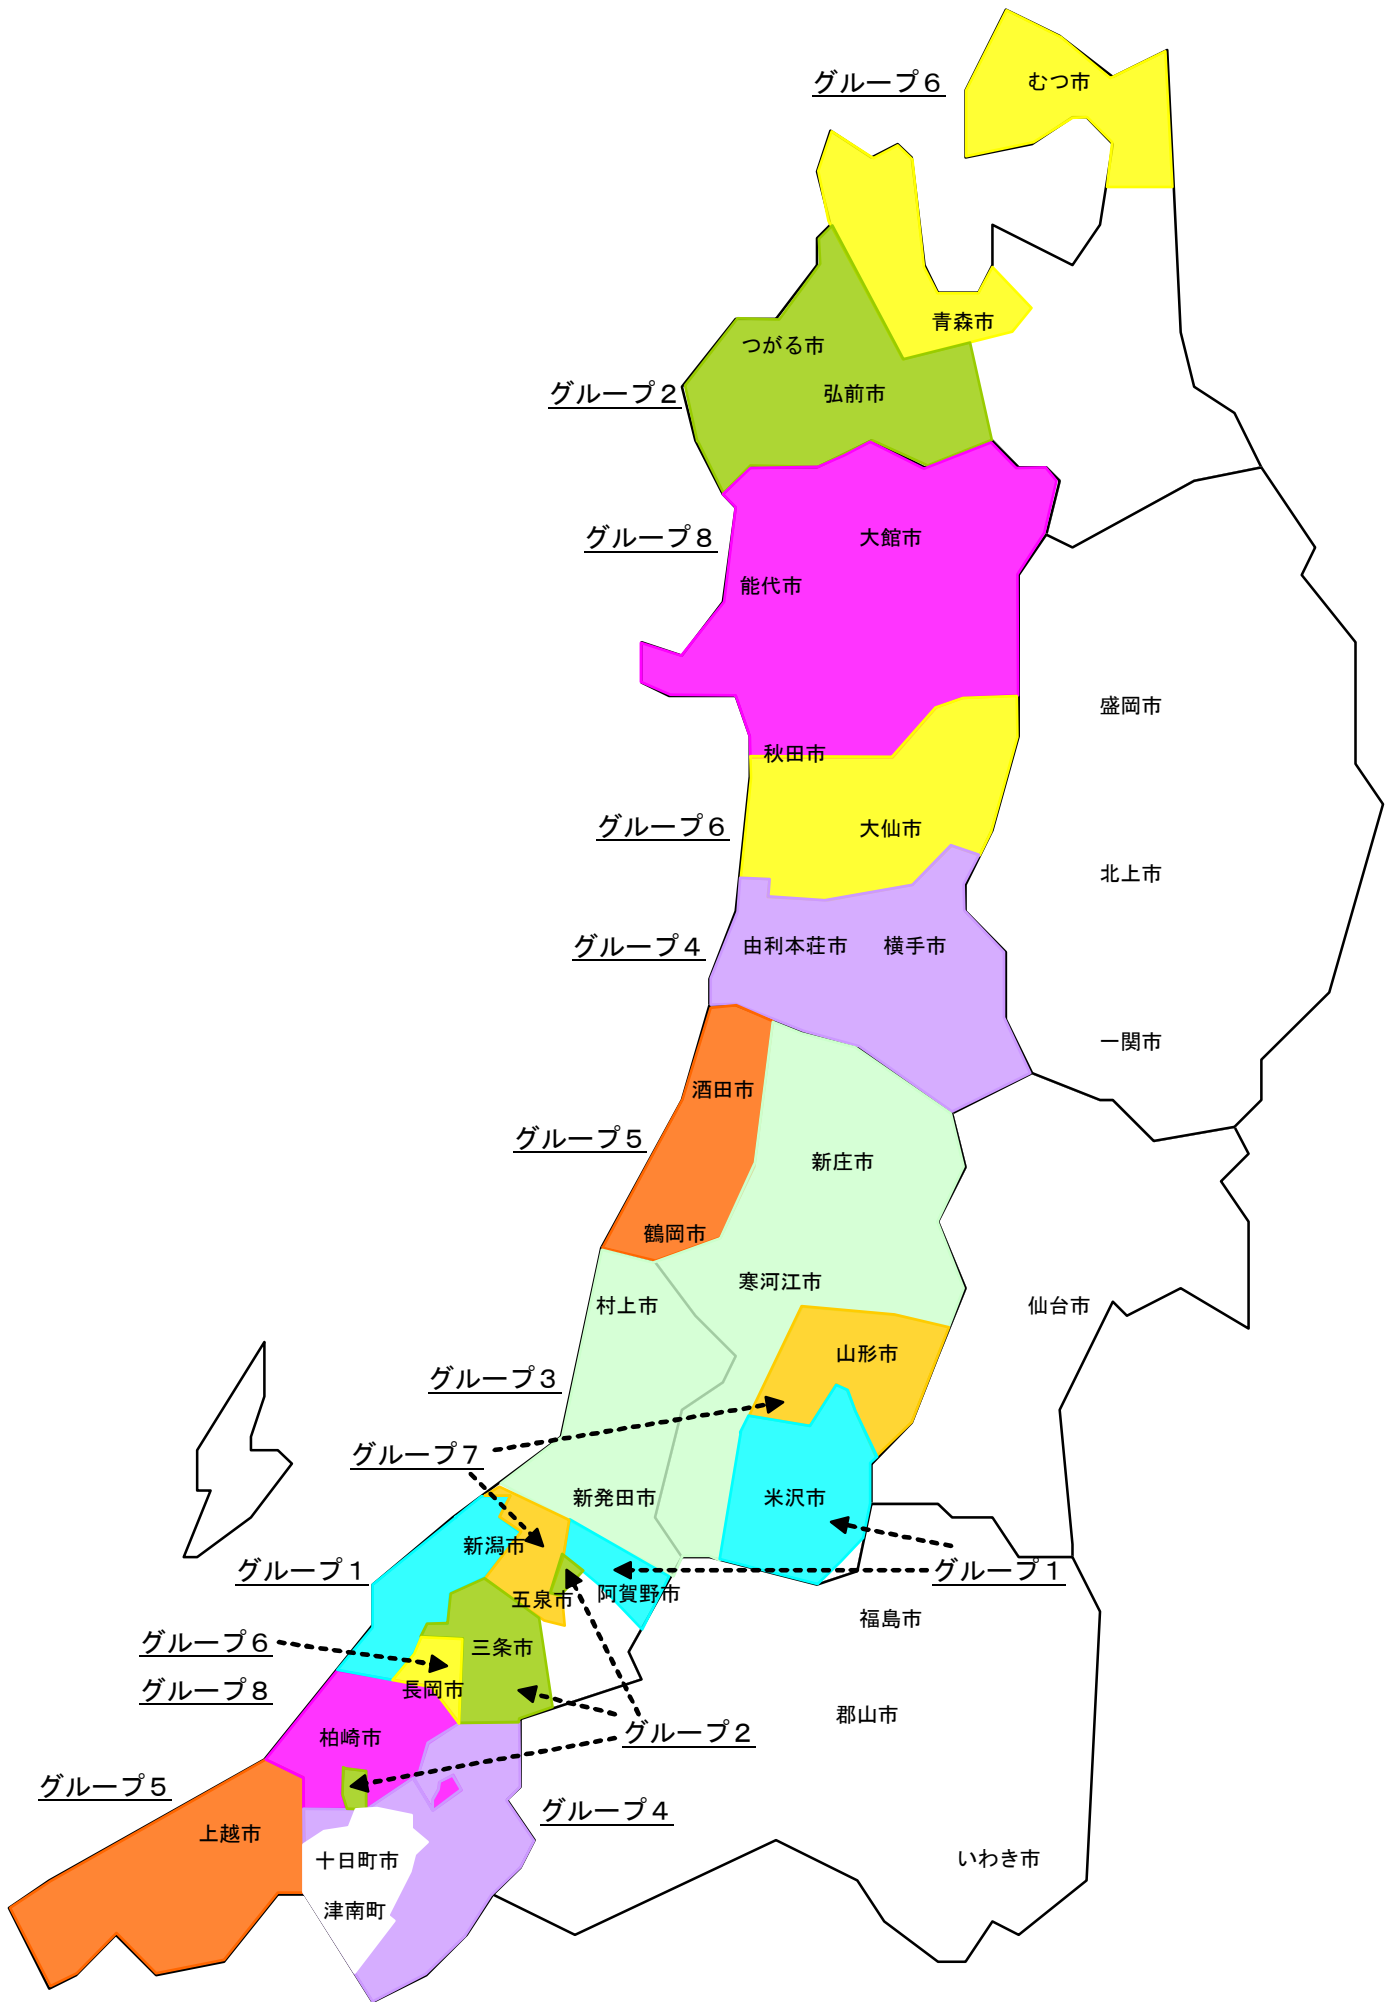 むつ市
グループ６
青森市
つがる市
弘前市
グループ２
大館市
グループ８
能代市
盛岡市
秋田市
グループ６
大仙市
北上市
グループ４
由利本荘市
横手市
一関市
酒田市
グループ５
新庄市
鶴岡市
寒河江市
村上市
仙台市
山形市
グループ３
グループ７
新発田市
米沢市
新潟市
グループ１
グループ１
五泉市
阿賀野市
福島市
グループ６
三条市
グループ８
長岡市
郡山市
グループ２
柏崎市
グループ５
グループ４
上越市
十日町市
いわき市
津南町